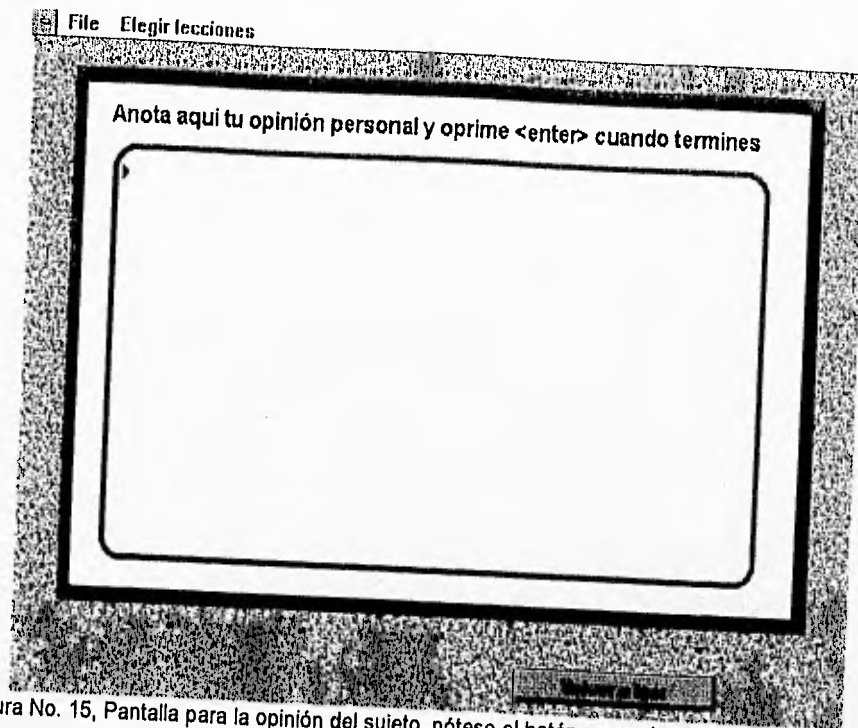 File Elegir lecciones
Anota aqui tu opinión personal y oprime <enter> cuando termines
No. 15, Pantalla para la opinión del sujeto, nótese el botón